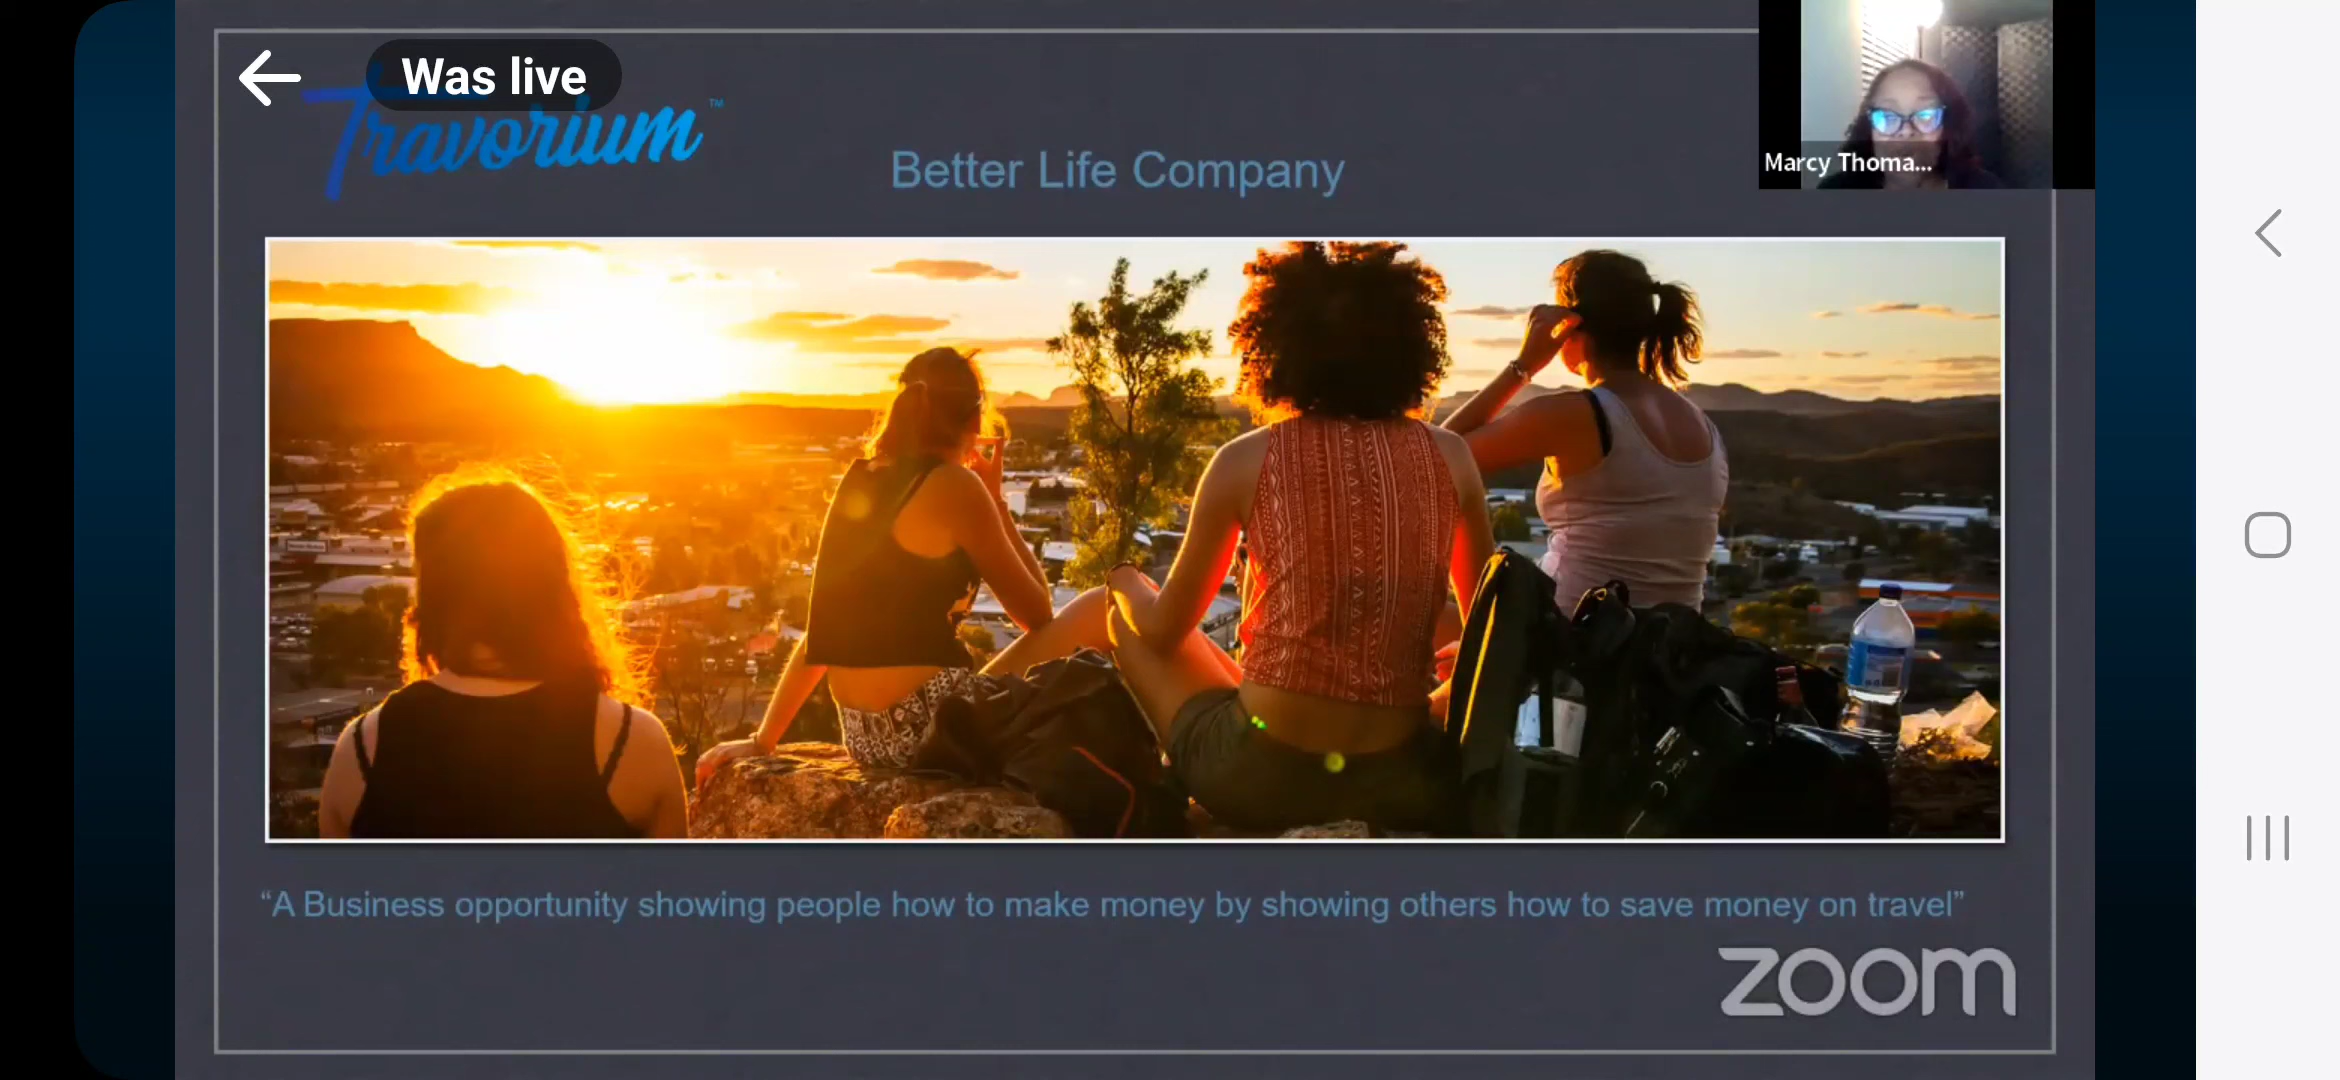 Was live
Travorium™
Better Life Company
Marcy Thoma...
“A Business opportunity showing people how to make money by showing others how to save money on travel”
zoom